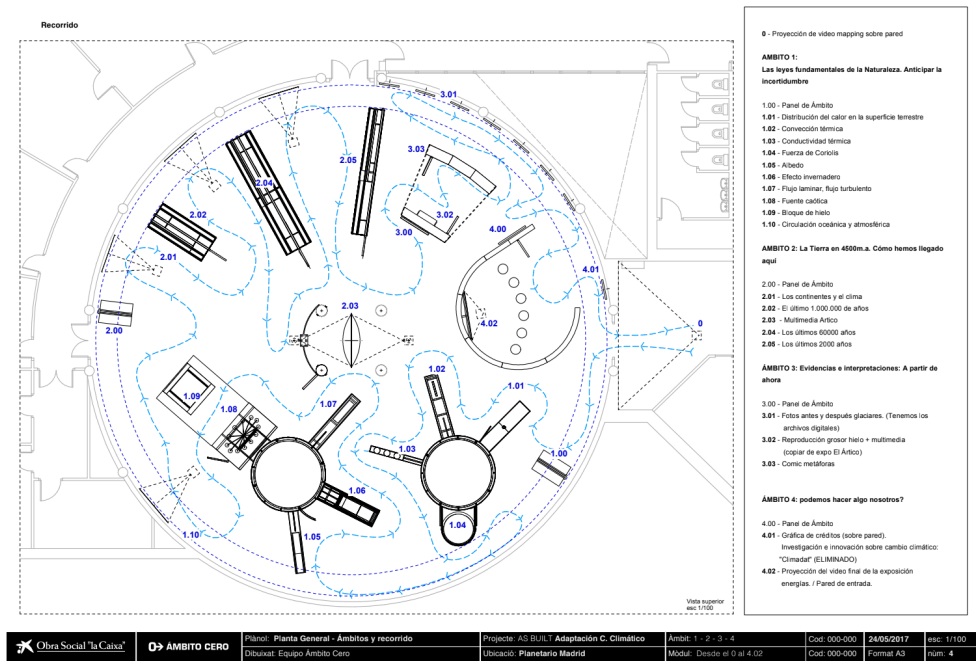 Recorrido
3.01
3.03
2.05
2.04
3.02
2.02
3.00
4.00
2.01
4.01
2.03
2.00
4.02
0
1.02
1.01
1.09
1.07
1.08
1.03
1.00
1.06
1.04
1.10
1.05
Vista superior
esc 1/100
0 - Proyección de video mapping sobre pared
AMBITO 1:
Las leyes fundamentales de la Naturaleza. Anticipar la
incertidumbre
1.00 - Panel de Ámbito
1.01 - Distribución del calor en la superficie terrestre
1.02 - Convección térmica
1.03 - Conductividad térmica
1.04 - Fuerza de Coriolis
1.05 - Albedo
1.06 - Efecto invernadero
1.07 - Flujo laminar, flujo turbulento
1.08 - Fuente caótica
1.09 - Bloque de hielo
1.10 - Circulación oceánica y atmosférica
AMBITO 2: La Tierra en 4500m.a. Cómo hemos llegado
aquí
2.00 - Panel de Ámbito
2.01 - Los continentes y el clima
2.02 - El último 1.000.000 de años
2.03 - Multimedia Artico
2.04 - Los últimos 60000 años
2.05 - Los últimos 2000 años
ÁMBITO 3: Evidencias e interpretaciones: A partir de
ahora
3.00 - Panel de Ámbito
3.01 - Fotos antes y después glaciares. (Tenemos los
archivos digitales)
3.02 - Reproducción grosor hielo + multimedia
(copiar de expo El Ártico)
3.03 - Comic metáforas
ÁMBITO 4: podemos hacer algo nosotros?
4.00 - Panel de Ámbito
4.01 - Gráfica de créditos (sobre pared).
Investigación e innovación sobre cambio climático:
"Climadat" (ELIMINADO)
4.02 - Proyección del video final de la exposición
energías. / Pared de entrada.
Obra Social "la Caixa"
ÁMBITO CERO
Plànol: Planta General - Ámbitos y recorrido
Projecte: AS BUILT Adaptación C. Climático
Àmbit: 1 - 2 - 3 - 4
Cod: 000-000
24/05/2017
esc: 1/100
Dibuixat: Equipo Ámbito Cero
Ubicació: Planetario Madrid
Mòdul: Desde el 0 al 4.02
Cod: 000-000
Format A3
núm: 4